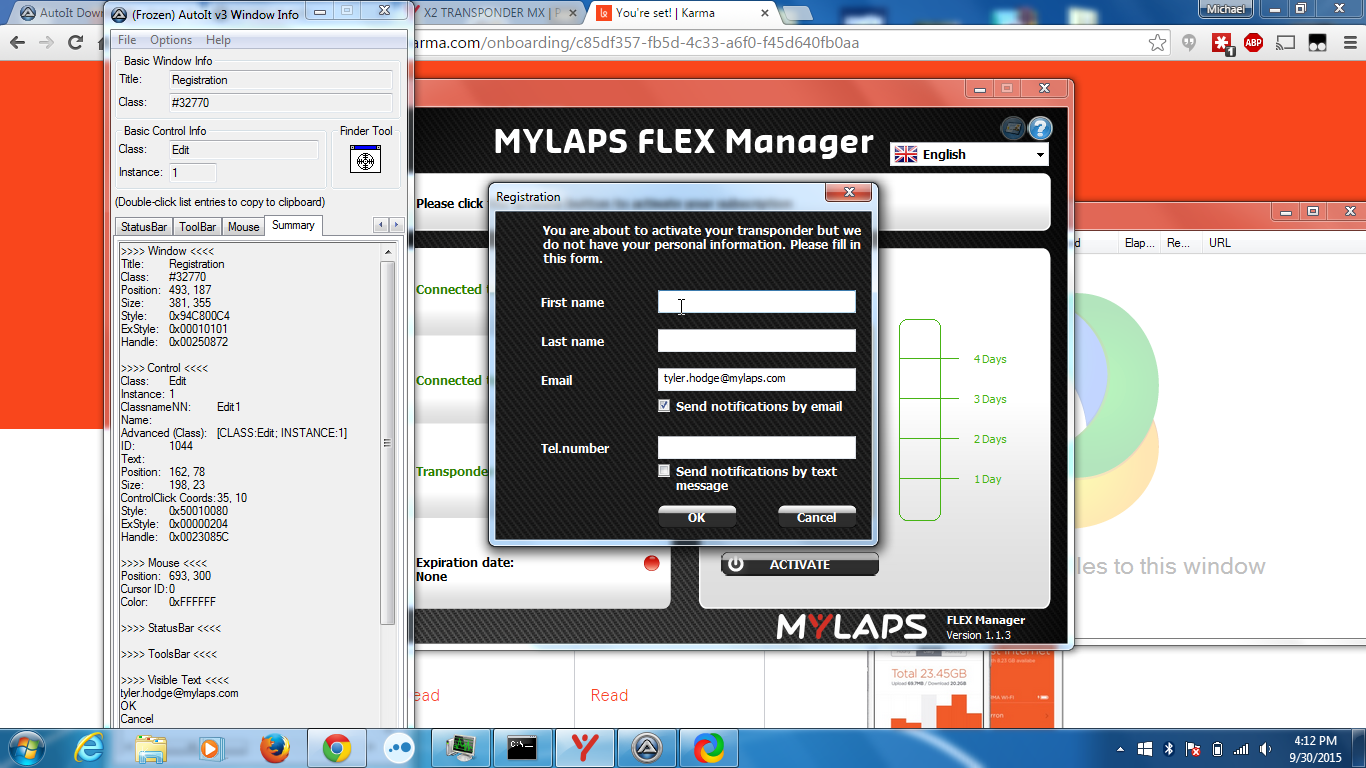 (Frozen) AutoIt v3 Window Info
File Options Help
Basic Window Info
Title: Registration
Class: #32770
Basic Control Info
Class: Edit
Instance: 1
Finder Tool
(Double-click list entries to copy to clipboard)
StatusBar ToolBar Mouse Summary
>>>> Window <<<<
Title: Registration
Class: #32770
Position: 493, 187
Size: 381, 355
Style: 0x94C800C4
ExStyle: 0x00010101
Handle: 0x00250872
>>>> Control <<<<
Class: Edit
Instance: 1
ClassnameNN: Edit1
Name:
Advanced (Class): [CLASS:Edit; INSTANCE:1]
ID: 1044
Text:
Position: 162, 78
Size: 198, 23
ControlClick Coords: 35, 10
Style: 0x50010080
ExStyle: 0x00000204
Handle: 0x0023085C
>>>> Mouse <<<<
Position: 693, 300
Cursor ID: 0
Color: 0xFFFFFF
>>>> StatusBar <<<<
>>>> ToolsBar <<<<
>>>> Visible Text <<<<
tyler.hodge@mylaps.com
OK
Cancel
AutoIt Dow
X2 TRANSPONDER MX | P
You're set! | Karma
Michael
arma.com/onboarding/c85df357-fb5d-4c33-a6f0-f45d640fb0aa
ABP
1
MYLAPS FLEX Manager
English
Please click
Connected
Connected
Transponde
Expiration date:
None
4 Days
3 Days
2 Days
1 Day
ACTIVATE
MYLAPS
FLEX Manager
Version 1.1.3
Registration
You are about to activate your transponder but we
do not have your personal information. Please fill in
this form.
First name
Last name
Email tyler.hodge@mylaps.com
Send notifications by email
Tel.number
Send notifications by text
message
OK Cancel
d Elap... Re... URL
les to this window
ead
Read
Total 23.45GB
4:12 PM
9/30/2015